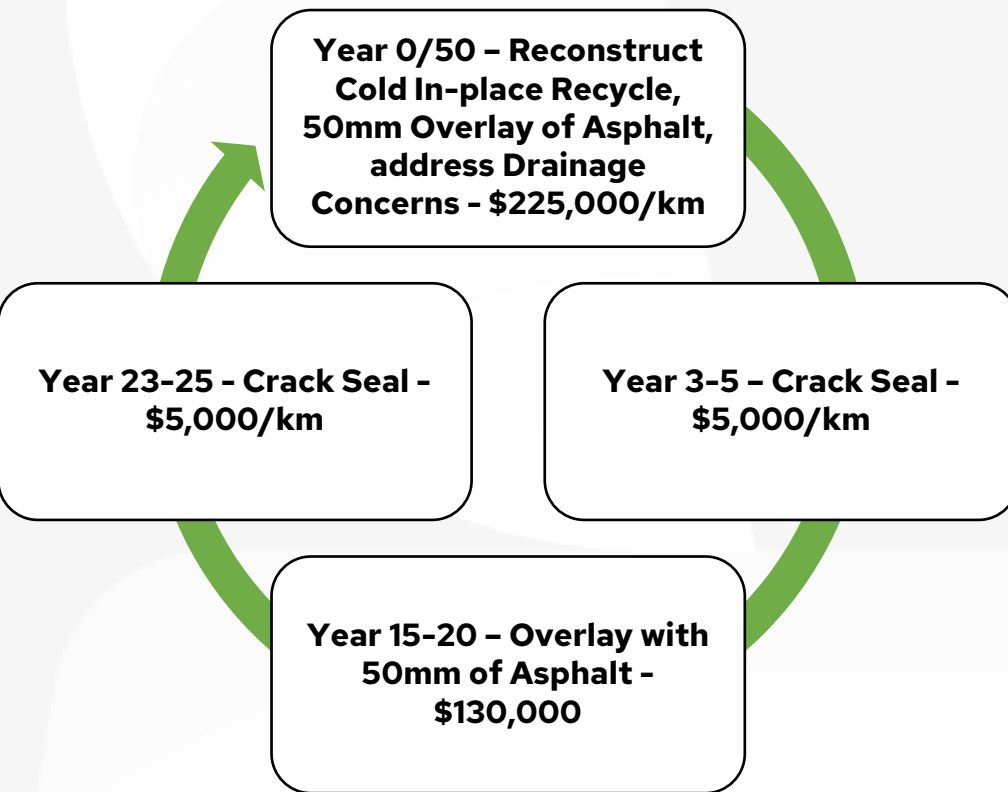 Year 0/50 – Reconstruct
Cold In-place Recycle,
50mm Overlay of Asphalt,
address Drainage
Concerns - $225,000/km
Year 3-5 – Crack Seal -
$5,000/km
Year 15-20 – Overlay with
50mm of Asphalt -
$130,000
Year 23-25 - Crack Seal -
$5,000/km